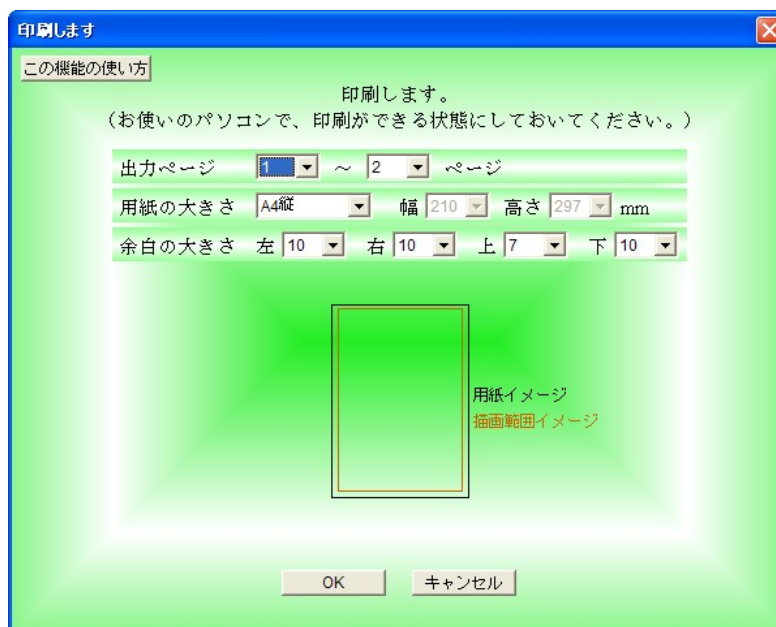 印刷します
この機能の使い方
印刷します。
（お使いのパソコンで、印刷ができる状態にしておいてください。）
出力ページ 1 ～ 2 ページ
用紙の大きさ A4縦 幅 210 高さ 297 mm
余白の大きさ 左 10 右 10 上 7 下 10
用紙イメージ
描画範囲イメージ
OK キャンセル